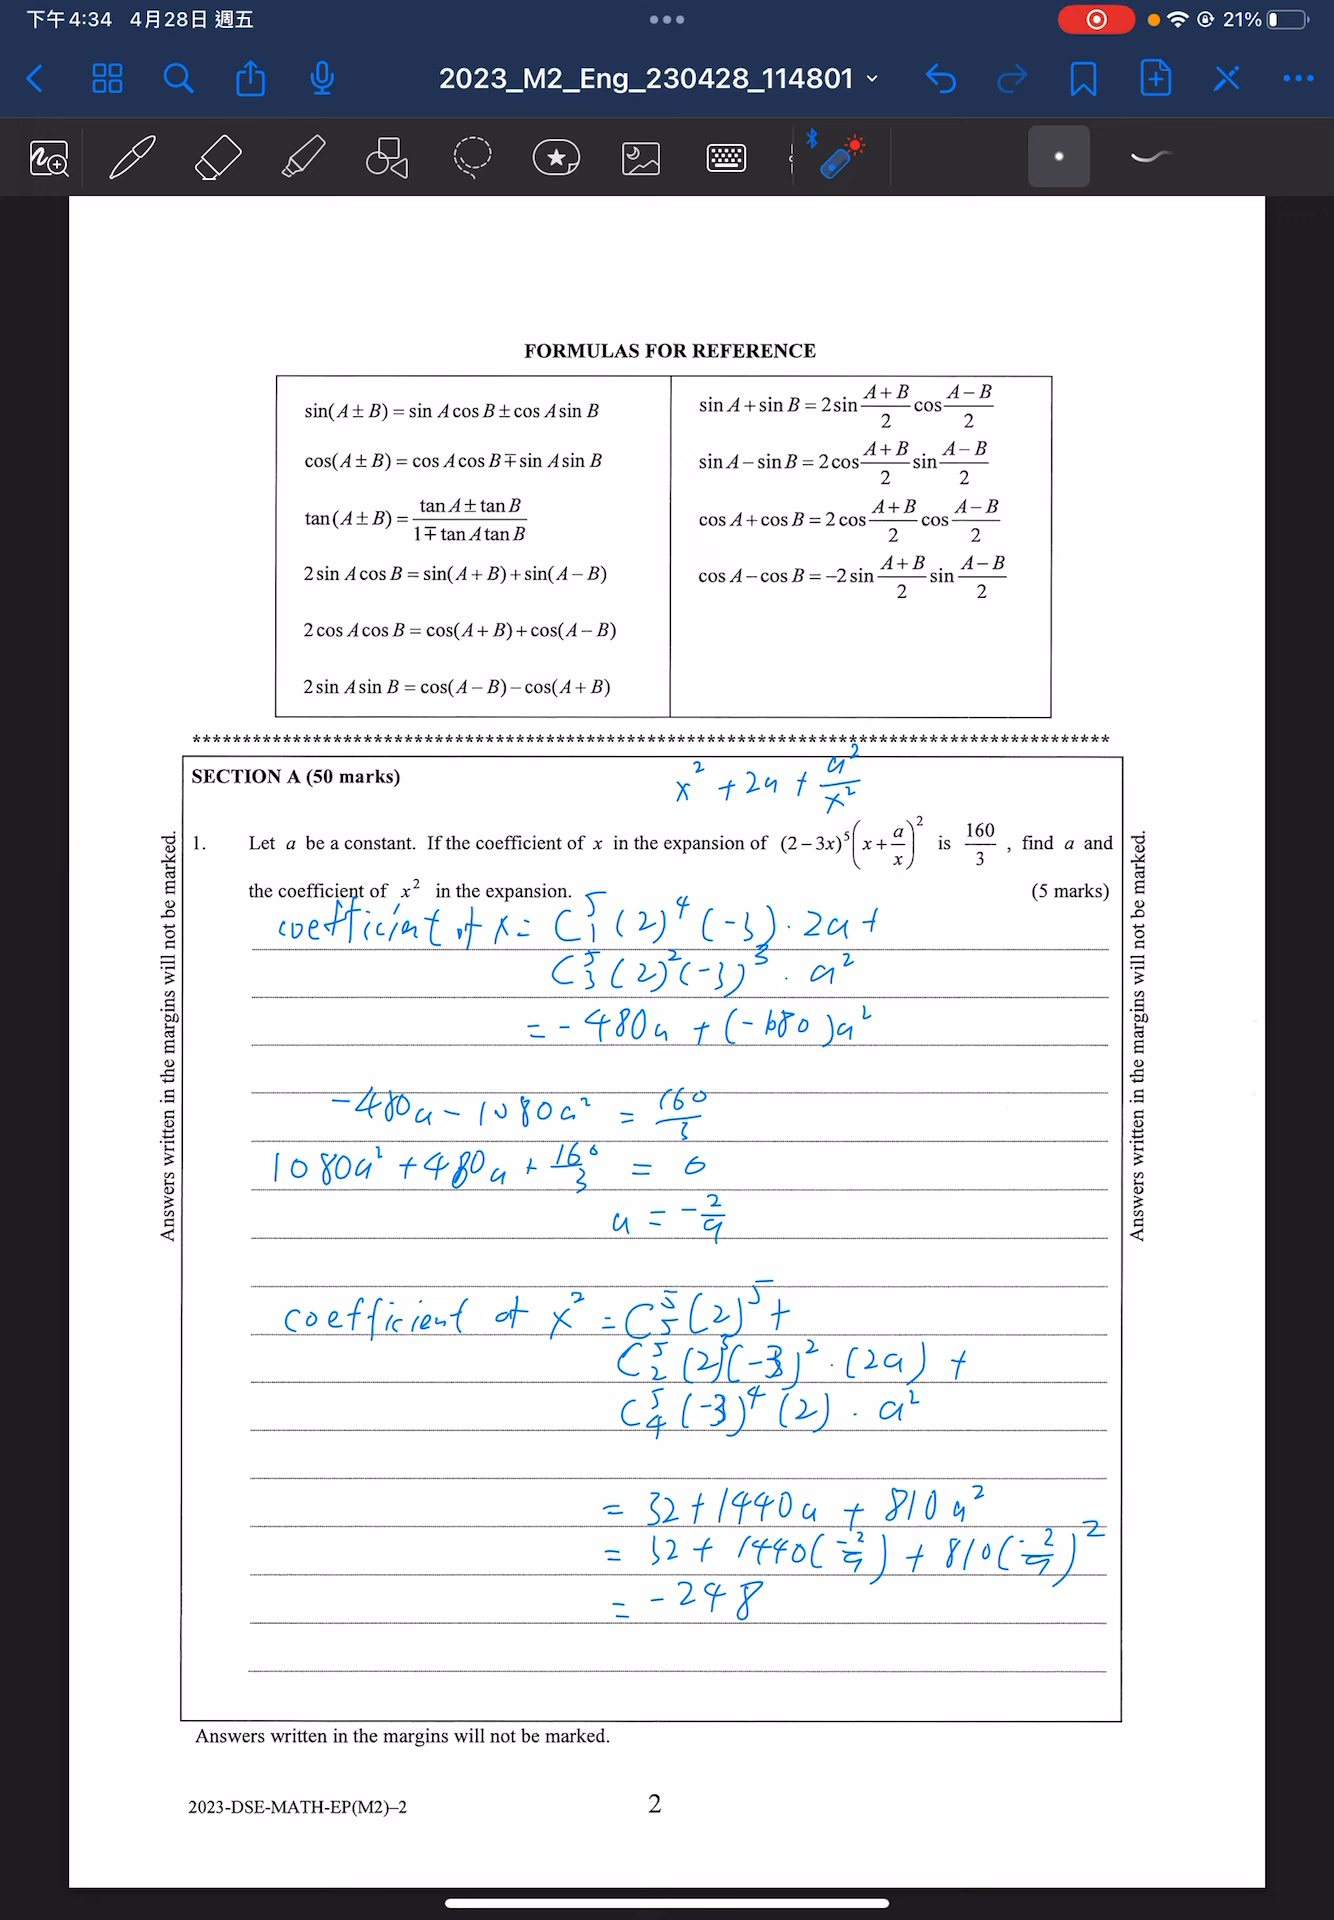 下午4:34 4月28日 週五
21%
2023_M2_Eng_230428_114801
FORMULAS FOR REFERENCE
sin(A ± B) = sin A cos B ± cos A sin B
cos(A ± B) = cos A cos B ∓ sin A sin B
tan(A ± B) = (tan A ± tan B)/(1 ∓ tan A tan B)
2 sin A cos B = sin(A + B) + sin(A − B)
2 cos A cos B = cos(A + B) + cos(A − B)
2 sin A sin B = cos(A − B) − cos(A + B)
sin A + sin B = 2 sin (A + B)/2 cos (A − B)/2
sin A − sin B = 2 cos (A + B)/2 sin (A − B)/2
cos A + cos B = 2 cos (A + B)/2 cos (A − B)/2
cos A − cos B = −2 sin (A + B)/2 sin (A − B)/2
SECTION A (50 marks)
x² + 2a + a²/x²
1. Let a be a constant. If the coefficient of x in the expansion of (2 − 3x)⁵(x + a/x)² is 160/3 , find a and
the coefficient of x² in the expansion. (5 marks)
coefficient of x = C⁵₁ (2)⁴ (-3) · 2a +
C⁵₃ (2)² (-3)³ · a²
= - 480a + (-1080)a²
-480a - 1080a² = 160/3
1080a² + 480a + 160/3 = 0
a = - 2/9
coefficient of x² = C⁵₅ (2)⁵ +
C⁵₂ (2)³ (-3)² · (2a) +
C⁵₄ (-3)⁴ (2) · a²
= 32 + 1440a + 810a²
= 32 + 1440(-2/9) + 810(-2/9)²
= -248
Answers written in the margins will not be marked.
Answers written in the margins will not be marked.
Answers written in the margins will not be marked.
2023-DSE-MATH-EP(M2)–2
2